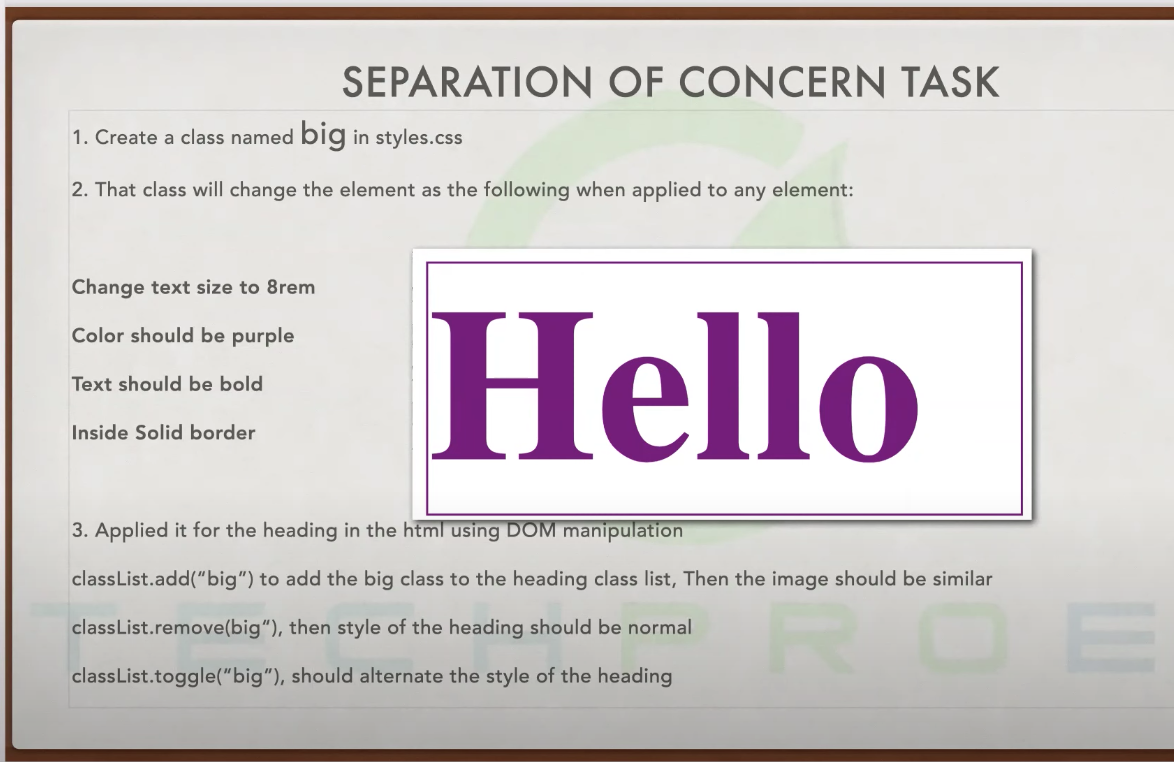 SEPARATION OF CONCERN TASK
1. Create a class named big in styles.css
2. That class will change the element as the following when applied to any element:
Change text size to 8rem
Color should be purple
Text should be bold
Inside Solid border
Hello
3. Applied it for the heading in the html using DOM manipulation
classList.add(“big”) to add the big class to the heading class list, Then the image should be similar
classList.remove(big”), then style of the heading should be normal
classList.toggle(“big”), should alternate the style of the heading
TECHPROE